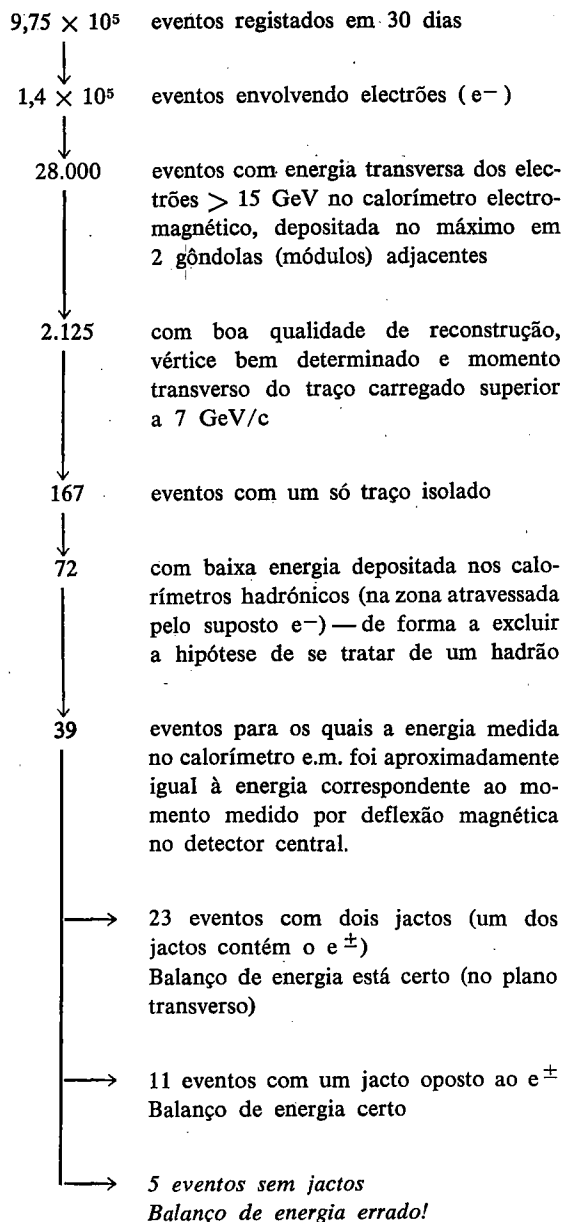 9,75 × 10⁵ eventos registados em 30 dias
1,4 × 10⁵ eventos envolvendo electrões ( e⁻ )
28.000 eventos com energia transversa dos elec-
trões > 15 GeV no calorímetro electro-
magnético, depositada no máximo em
2 gôndolas (módulos) adjacentes
2.125 com boa qualidade de reconstrução,
vértice bem determinado e momento
transverso do traço carregado superior
a 7 GeV/c
167 eventos com um só traço isolado
72 com baixa energia depositada nos calo-
rímetros hadrónicos (na zona atravessada
pelo suposto e⁻) — de forma a excluir
a hipótese de se tratar de um hadrão
39 eventos para os quais a energia medida
no calorímetro e.m. foi aproximadamente
igual à energia correspondente ao mo-
mento medido por deflexão magnética
no detector central.
23 eventos com dois jactos (um dos
jactos contém o e ±)
Balanço de energia está certo (no plano
transverso)
11 eventos com um jacto oposto ao e ±
Balanço de energia certo
5 eventos sem jactos
Balanço de energia errado!